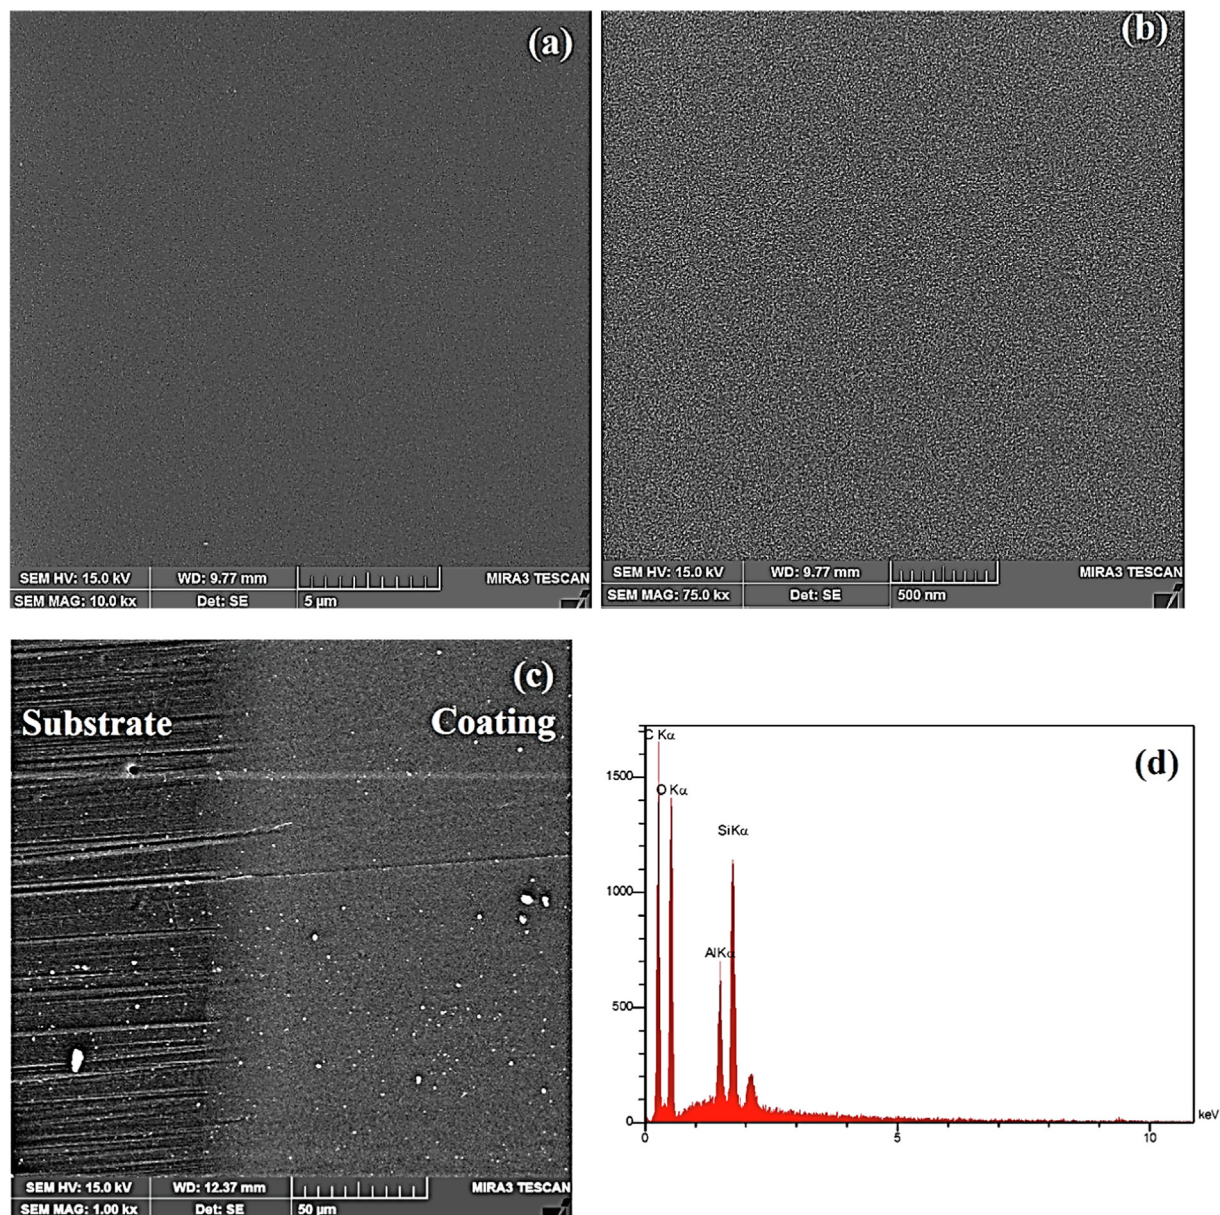 (a)
SEM HV: 15.0 kV WD: 9.77 mm MIRA3 TESCAN
SEM MAG: 10.0 kx Det: SE 5 µm
(b)
SEM HV: 15.0 kV WD: 9.77 mm MIRA3 TESCAN
SEM MAG: 75.0 kx Det: SE 500 nm
(c)
Substrate Coating
SEM HV: 15.0 kV WD: 12.37 mm MIRA3 TESCAN
SEM MAG: 1.00 kx Det: SE 50 µm
(d)
C Kα
O Kα
SiKα
AlKα
1500
1000
500
0
0 5 10 keV